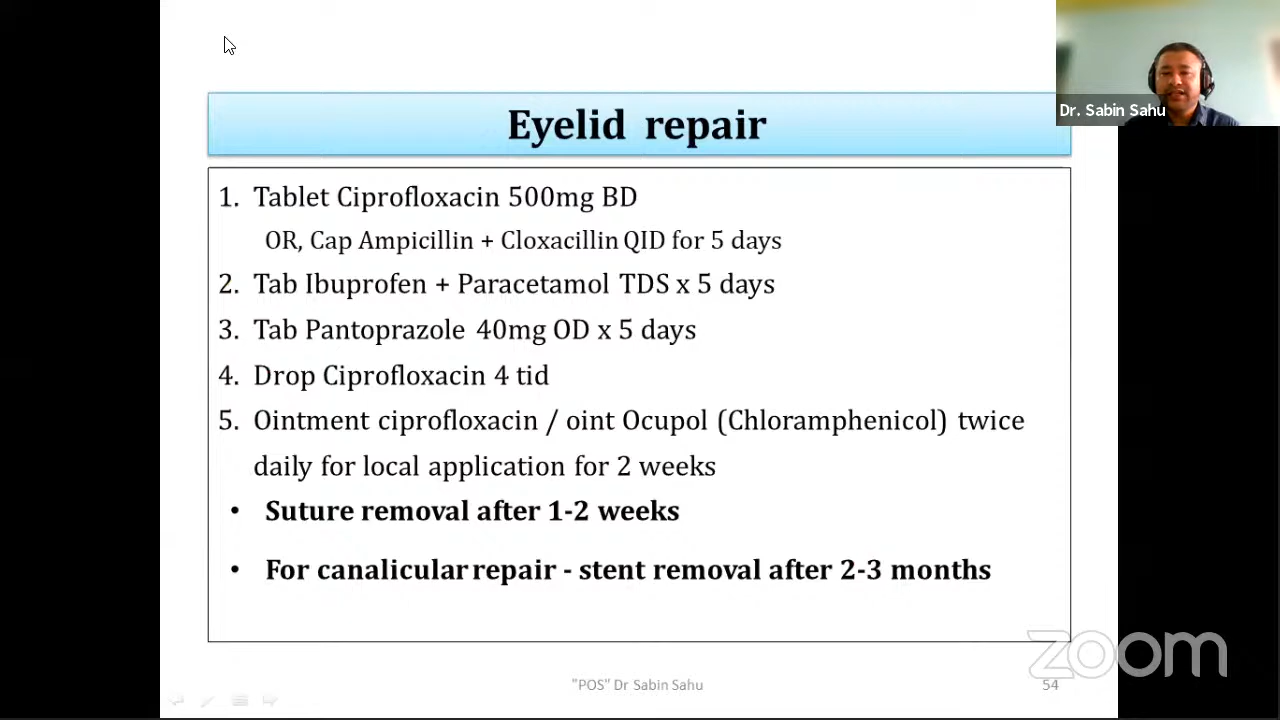 Dr. Sabin Sahu
Eyelid repair
1. Tablet Ciprofloxacin 500mg BD
OR, Cap Ampicillin + Cloxacillin QID for 5 days
2. Tab Ibuprofen + Paracetamol TDS x 5 days
3. Tab Pantoprazole 40mg OD x 5 days
4. Drop Ciprofloxacin 4 tid
5. Ointment ciprofloxacin / oint Ocupol (Chloramphenicol) twice
daily for local application for 2 weeks
• Suture removal after 1-2 weeks
• For canalicular repair - stent removal after 2-3 months
zoom
"POS" Dr Sabin Sahu
54